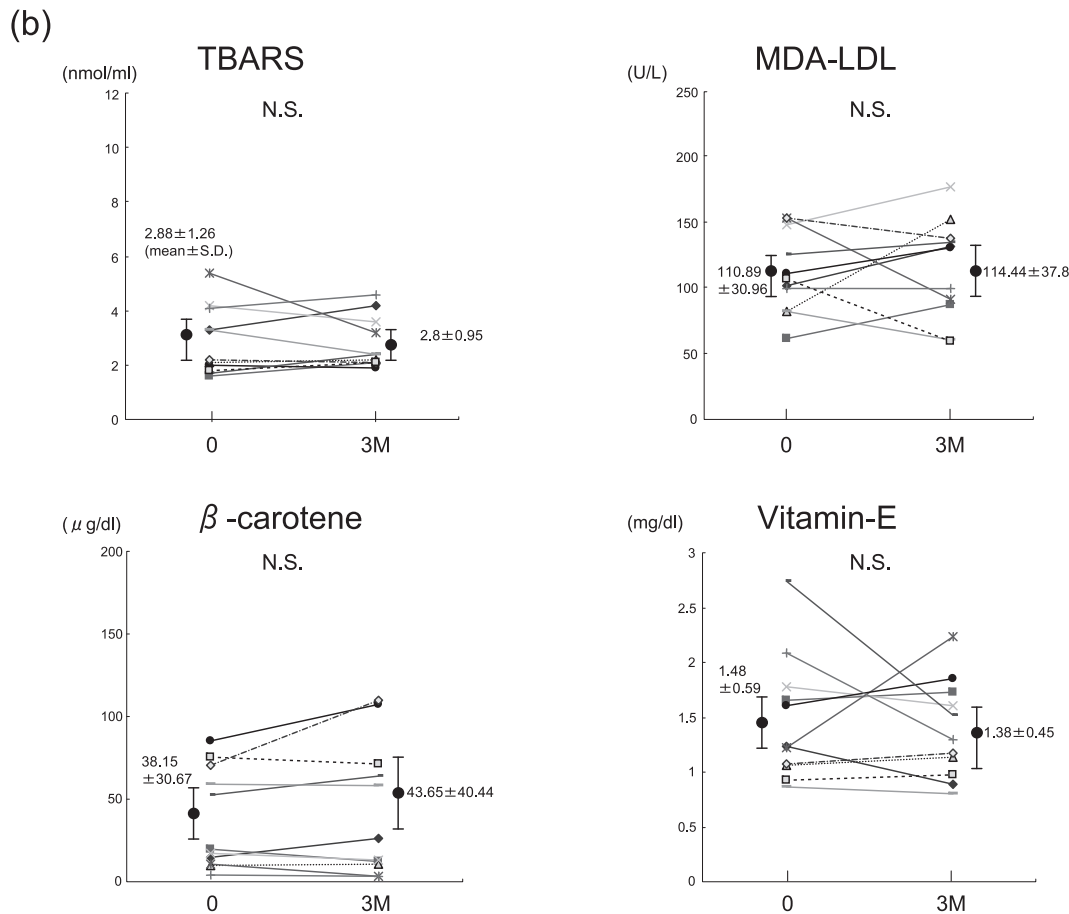 (b)
TBARS
(nmol/ml)
N.S.
12
10
8
6
4
2
0
2.88±1.26
(mean±S.D.)
2.8±0.95
0
3M
MDA-LDL
(U/L)
N.S.
250
200
150
100
50
0
110.89
±30.96
114.44±37.8
0
3M
β-carotene
(μg/dl)
N.S.
200
150
100
50
0
38.15
±30.67
43.65±40.44
0
3M
Vitamin-E
(mg/dl)
N.S.
3
2.5
2
1.5
1
0.5
0
1.48
±0.59
1.38±0.45
0
3M